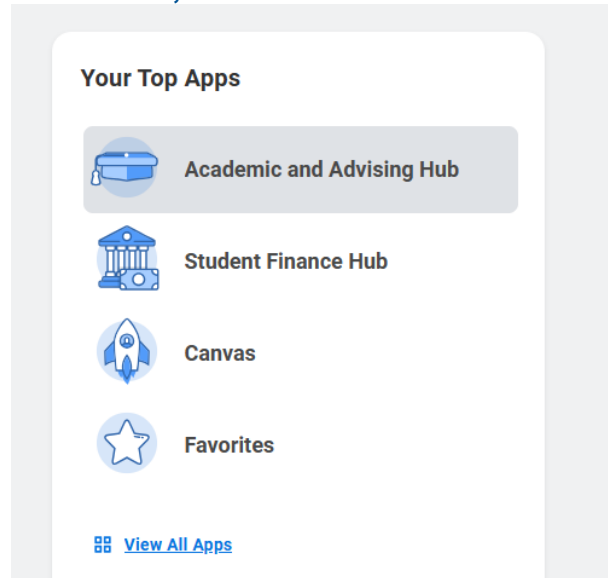 Your Top Apps
Academic and Advising Hub
Student Finance Hub
Canvas
Favorites
View All Apps